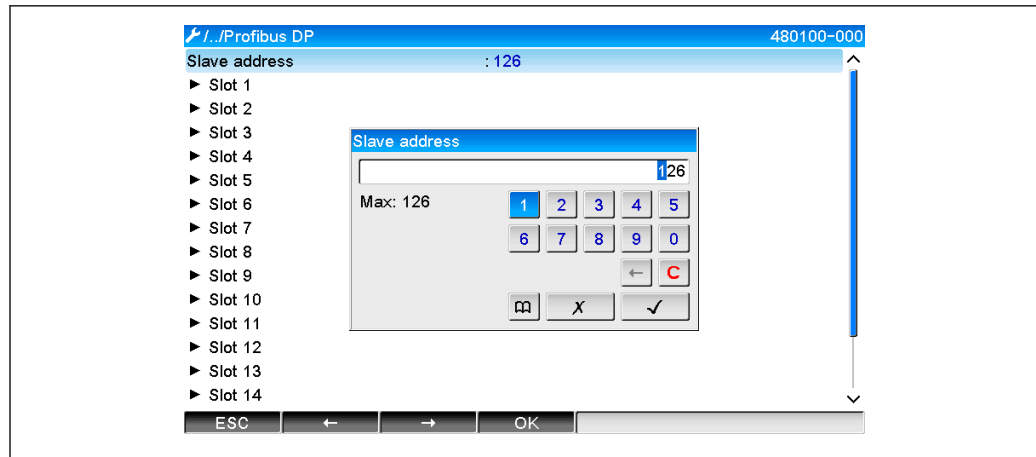 /../Profibus DP 480100-000
Slave address : 126
► Slot 1
► Slot 2
► Slot 3
► Slot 4
► Slot 5
► Slot 6
► Slot 7
► Slot 8
► Slot 9
► Slot 10
► Slot 11
► Slot 12
► Slot 13
► Slot 14
Slave address
126
Max: 126
1 2 3 4 5
6 7 8 9 0
← C
✗ ✓
ESC ← → OK